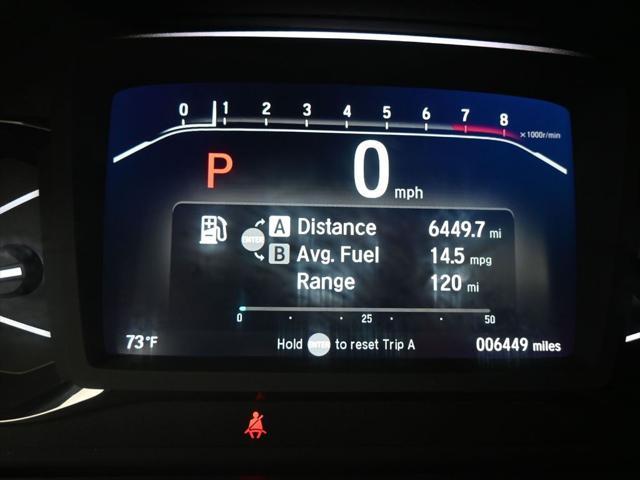 0 1 2 3 4 5 6 7 8
×1000r/min
P 0 mph
A Distance 6449.7 mi
ENTER
B Avg. Fuel 14.5 mpg
Range 120 mi
0 25 50
73°F Hold ENTER to reset Trip A 006449 miles